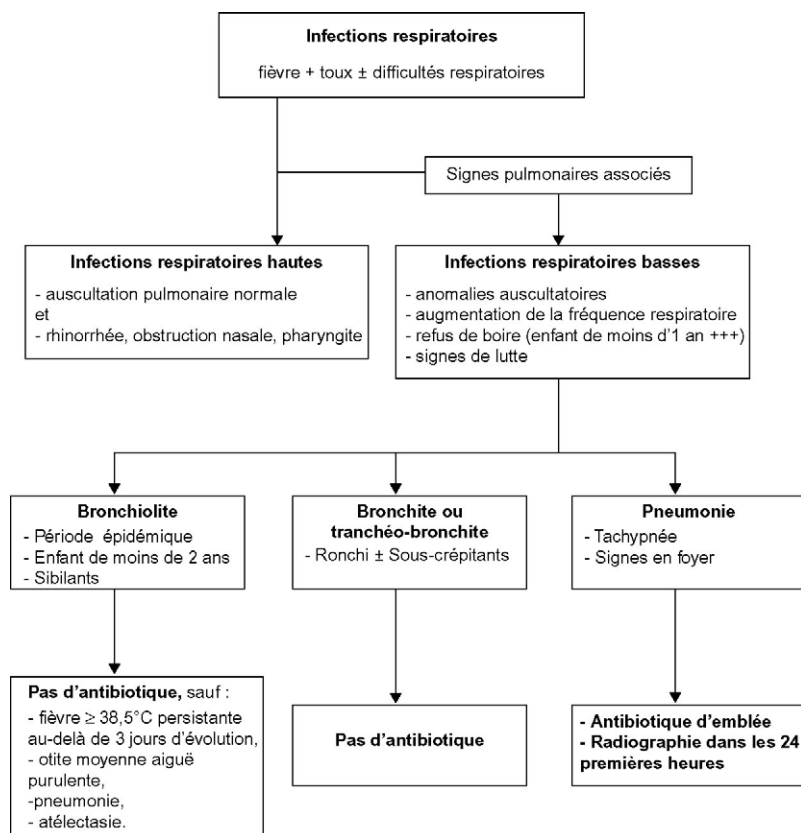 Infections respiratoires
fièvre + toux ± difficultés respiratoires
Signes pulmonaires associés
Infections respiratoires hautes
- auscultation pulmonaire normale
et
- rhinorrhée, obstruction nasale, pharyngite
Infections respiratoires basses
- anomalies auscultatoires
- augmentation de la fréquence respiratoire
- refus de boire (enfant de moins d'1 an +++)
- signes de lutte
Bronchiolite
- Période épidémique
- Enfant de moins de 2 ans
- Sibilants
Bronchite ou
tranchéo-bronchite
- Ronchi ± Sous-crépitants
Pneumonie
- Tachypnée
- Signes en foyer
Pas d'antibiotique, sauf :
- fièvre ≥ 38,5°C persistante
au-delà de 3 jours d'évolution,
- otite moyenne aiguë
purulente,
-pneumonie,
- atélectasie.
Pas d'antibiotique
- Antibiotique d'emblée
- Radiographie dans les 24
premières heures